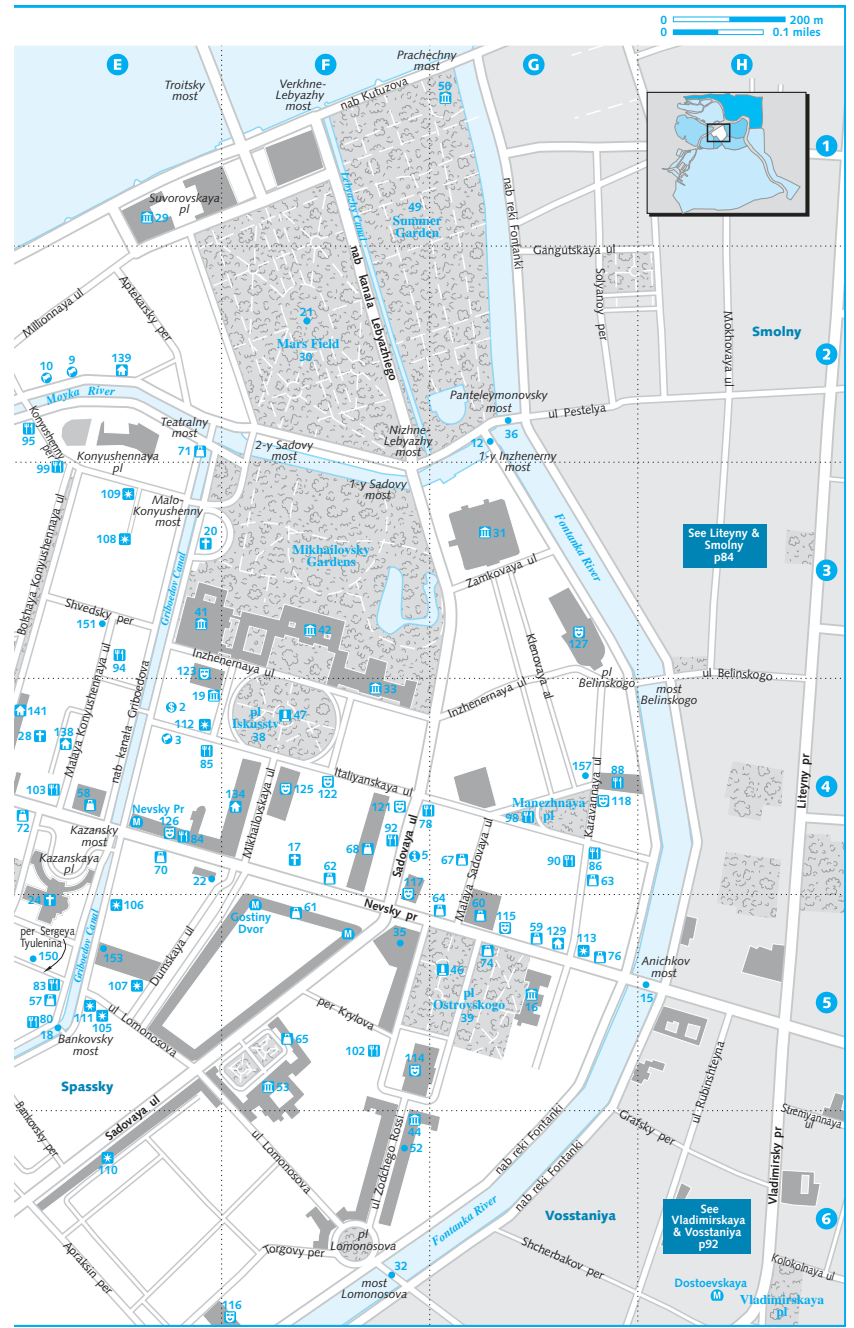 0 200 m
0 0.1 miles
E
F
G
H
Prachechny
most
Troitsky
most
Verkhne-
Lebyazhy
most
nab Kutuzova
50
1
Suvorovskaya
pl
29
Lebyazhy Canal
49
Summer
Garden
nab reki Fontanki
Gangutskaya ul
Solyanoy per
nab kanala Lebyazhiego
Millionnaya ul
Aptekarsky per
21
Mars Field
30
Mokhovaya ul
Smolny
2
10
9
139
Moyka River
Konyushenny
per
95
99
Konyushennaya
pl
Teatralny
most
71
2-y Sadovy
most
Nizhne-
Lebyazhy
most
Panteleymonovsky
most
ul Pestelya
12
36
1-y Inzhenerny
most
109
Malo-
Konyushenny
most
1-y Sadovy
most
108
20
31
Fontanka River
See Liteyny &
Smolny
p84
3
Mikhailovsky
Gardens
Bolshaya Konyushennaya ul
Griboedov Canal
Zamkovaya ul
Shvedsky per
151
41
42
Klenovaya al
127
94
Inzhenernaya ul
123
33
pl
Belinskogo
ul Belinskogo
most
Belinskogo
Malaya Konyushennaya ul
nab kanala Griboedova
19
2
141
28
138
112
3
85
pl
Iskusstv
38
47
Inzhenernaya ul
Liteyny pr
157
88
4
103
58
134
Mikhailovskaya ul
125
122
Italiyanskaya ul
121
78
Manezhnaya
pl
98
118
Karavannaya ul
72
Nevsky Pr
126
84
Kazansky
most
Kazanskaya
pl
70
22
17
62
68
92
Sadovaya ul
5
67
Malaya Sadovaya ul
90
86
63
24
106
Gostiny
Dvor
61
117
Nevsky pr
64
60
115
59
129
113
76
per Sergeya
Tyulenina
150
Griboedov Canal
153
Dumskaya ul
35
74
Anichkov
most
15
83
57
107
46
pl
Ostrovskogo
39
16
5
80
18
111
105
Bankovsky
most
ul Lomonosova
per Krylova
65
102
114
Spassky
53
ul Rubinshteyna
Bankovsky per
Sadovaya ul
110
ul Lomonosova
44
52
ul Zodchego Rossi
nab reki Fontanki
nab reki Fontanki
Grafsky per
Stremyannaya
ul
Vladimirsky pr
Fontanka River
Vosstaniya
See
Vladimirskaya
& Vosstaniya
p92
6
Apraksin per
Torgovy per
pl
Lomonosova
32
most
Lomonosova
Shcherbakov per
Kolokolnaya ul
Dostoevskaya
Vladimirskaya
pl
116